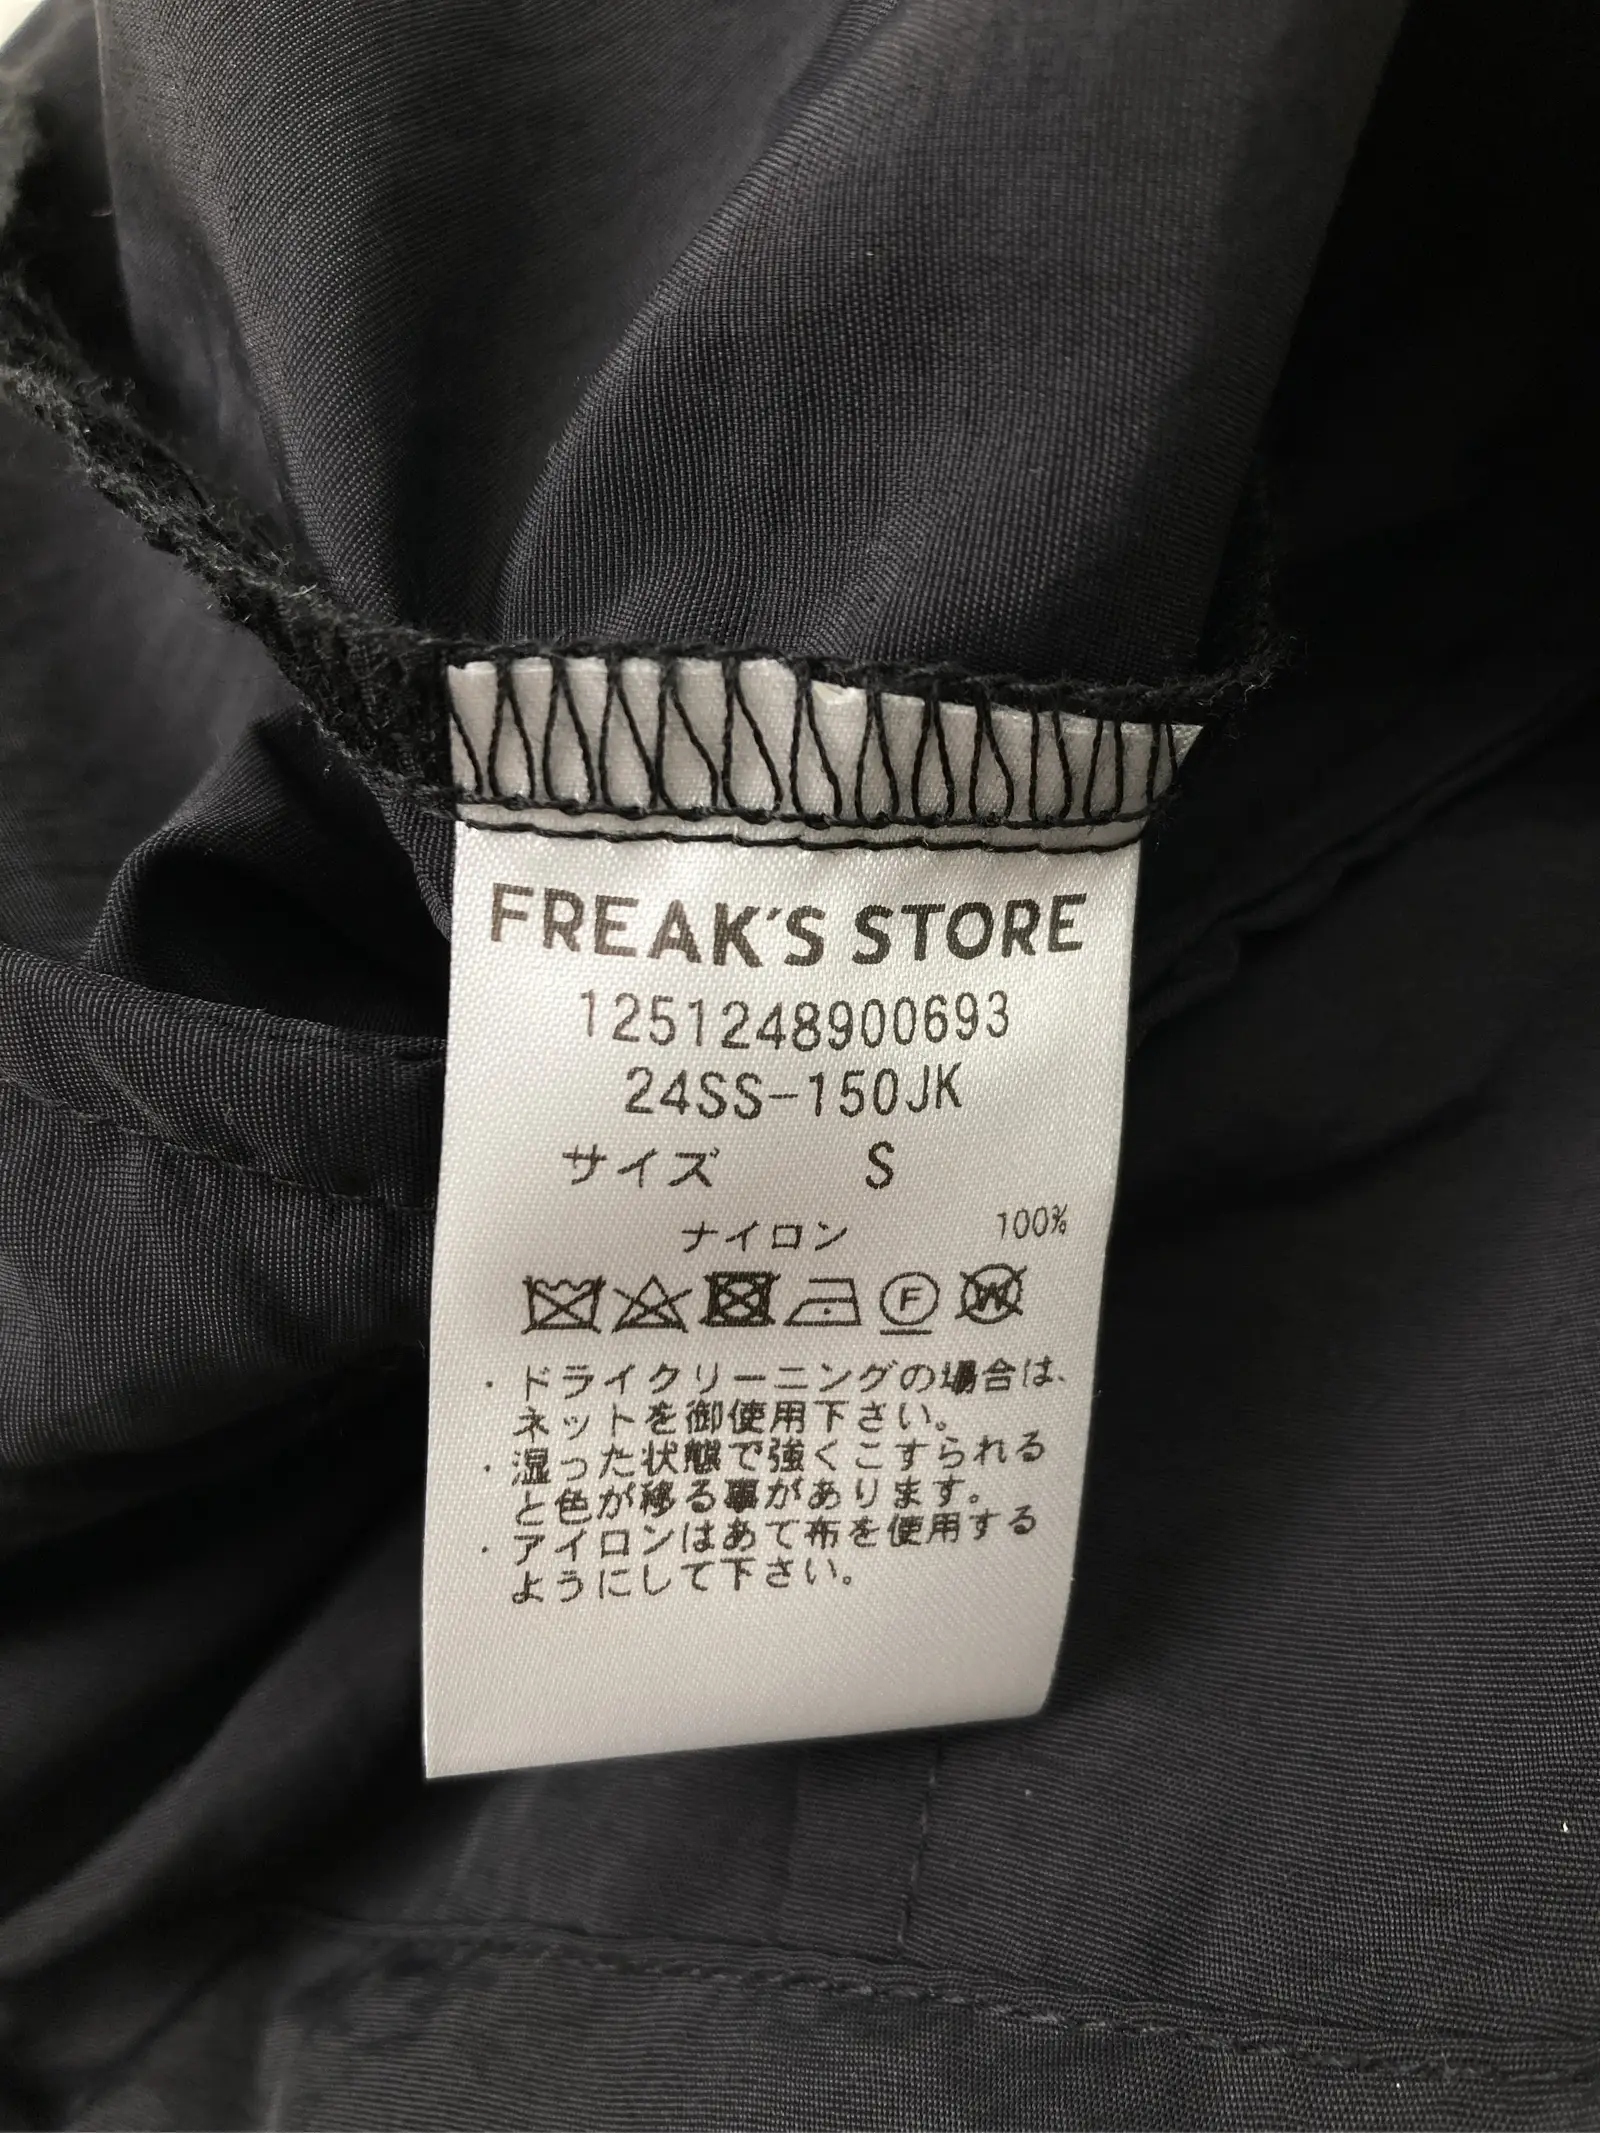 FREAK'S STORE
1251248900693
24SS-150JK
サイズ S
ナイロン 100%
F W
・ドライクリーニングの場合は、
ネットを御使用下さい。
・湿った状態で強くこすられる
と色が移る事があります。
・アイロンはあて布を使用する
ようにして下さい。